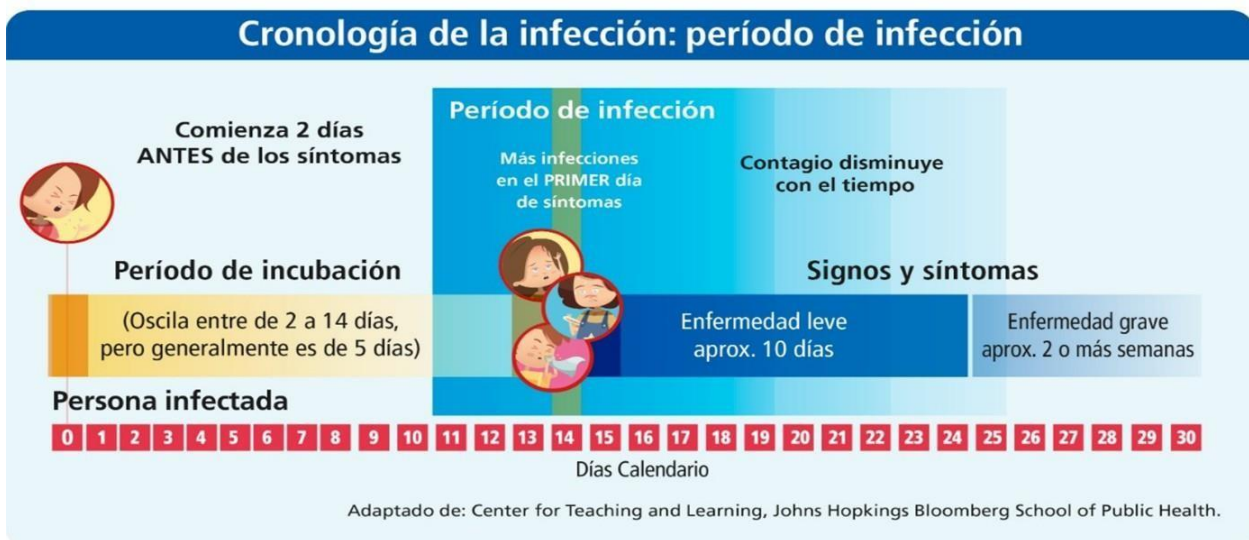 Cronología de la infección: período de infección
Comienza 2 días
ANTES de los síntomas
Período de infección
Más infecciones
en el PRIMER día
de síntomas
Contagio disminuye
con el tiempo
Período de incubación
Signos y síntomas
(Oscila entre de 2 a 14 días,
pero generalmente es de 5 días)
Enfermedad leve
aprox. 10 días
Enfermedad grave
aprox. 2 o más semanas
Persona infectada
0 1 2 3 4 5 6 7 8 9 10 11 12 13 14 15 16 17 18 19 20 21 22 23 24 25 26 27 28 29 30
Días Calendario
Adaptado de: Center for Teaching and Learning, Johns Hopkings Bloomberg School of Public Health.